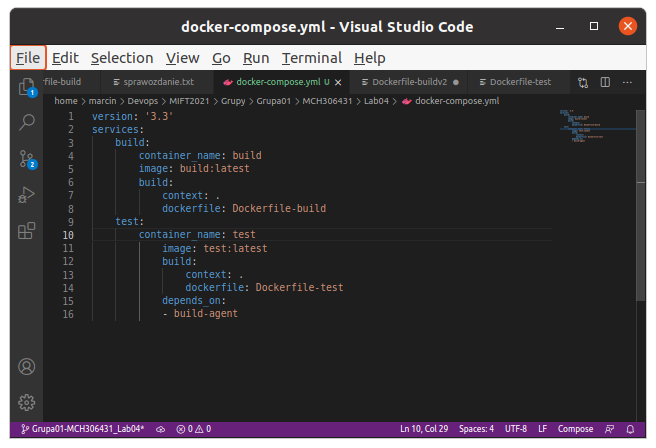 docker-compose.yml - Visual Studio Code
File Edit Selection View Go Run Terminal Help
rfile-build sprawozdanie.txt docker-compose.yml U Dockerfile-buildv2 Dockerfile-test
home > marcin > Devops > MIFT2021 > Grupy > Grupa01 > MCH306431 > Lab04 > docker-compose.yml
1 version: '3.3'
2 services:
3 build:
4 container_name: build
5 image: build:latest
6 build:
7 context: .
8 dockerfile: Dockerfile-build
9 test:
10 container_name: test
11 image: test:latest
12 build:
13 context: .
14 dockerfile: Dockerfile-test
15 depends_on:
16 - build-agent
1
2
Grupa01-MCH306431_Lab04* 0 0 Ln 10, Col 29 Spaces: 4 UTF-8 LF Compose